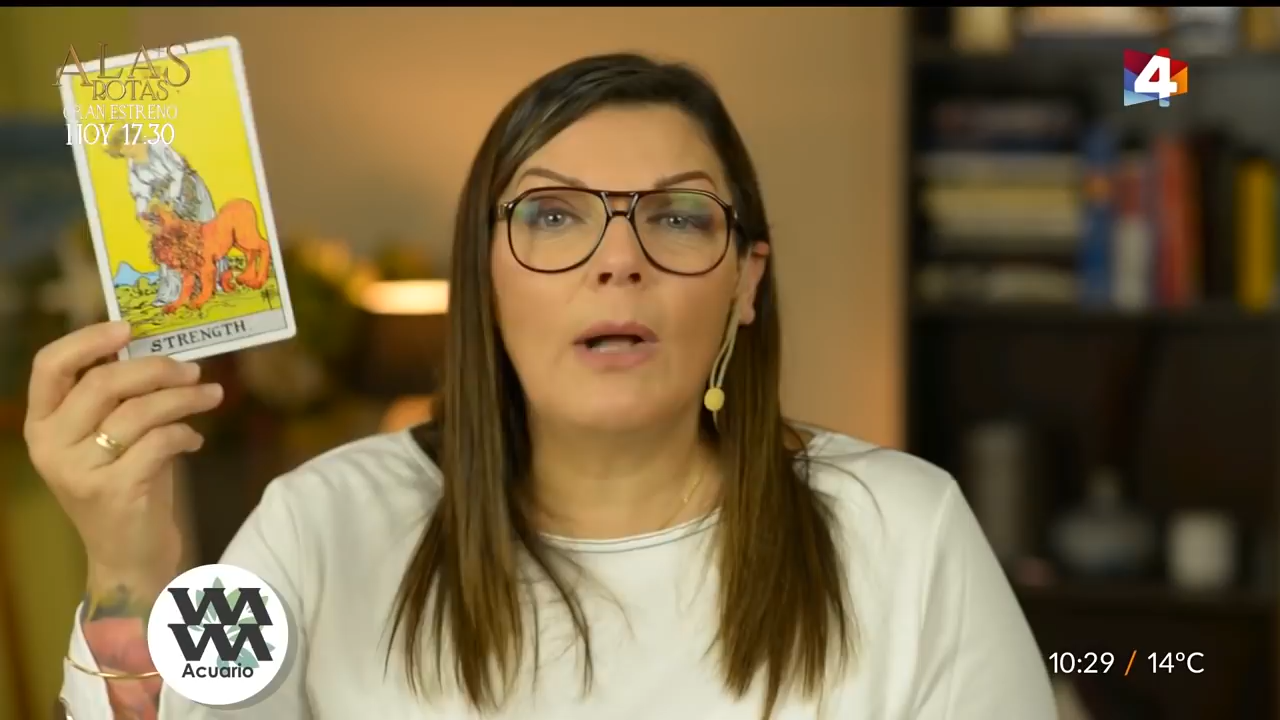 ALAS
ROTAS
GRAN ESTRENO
HOY 17:30
4
STRENGTH.
Acuario
10:29 / 14°C